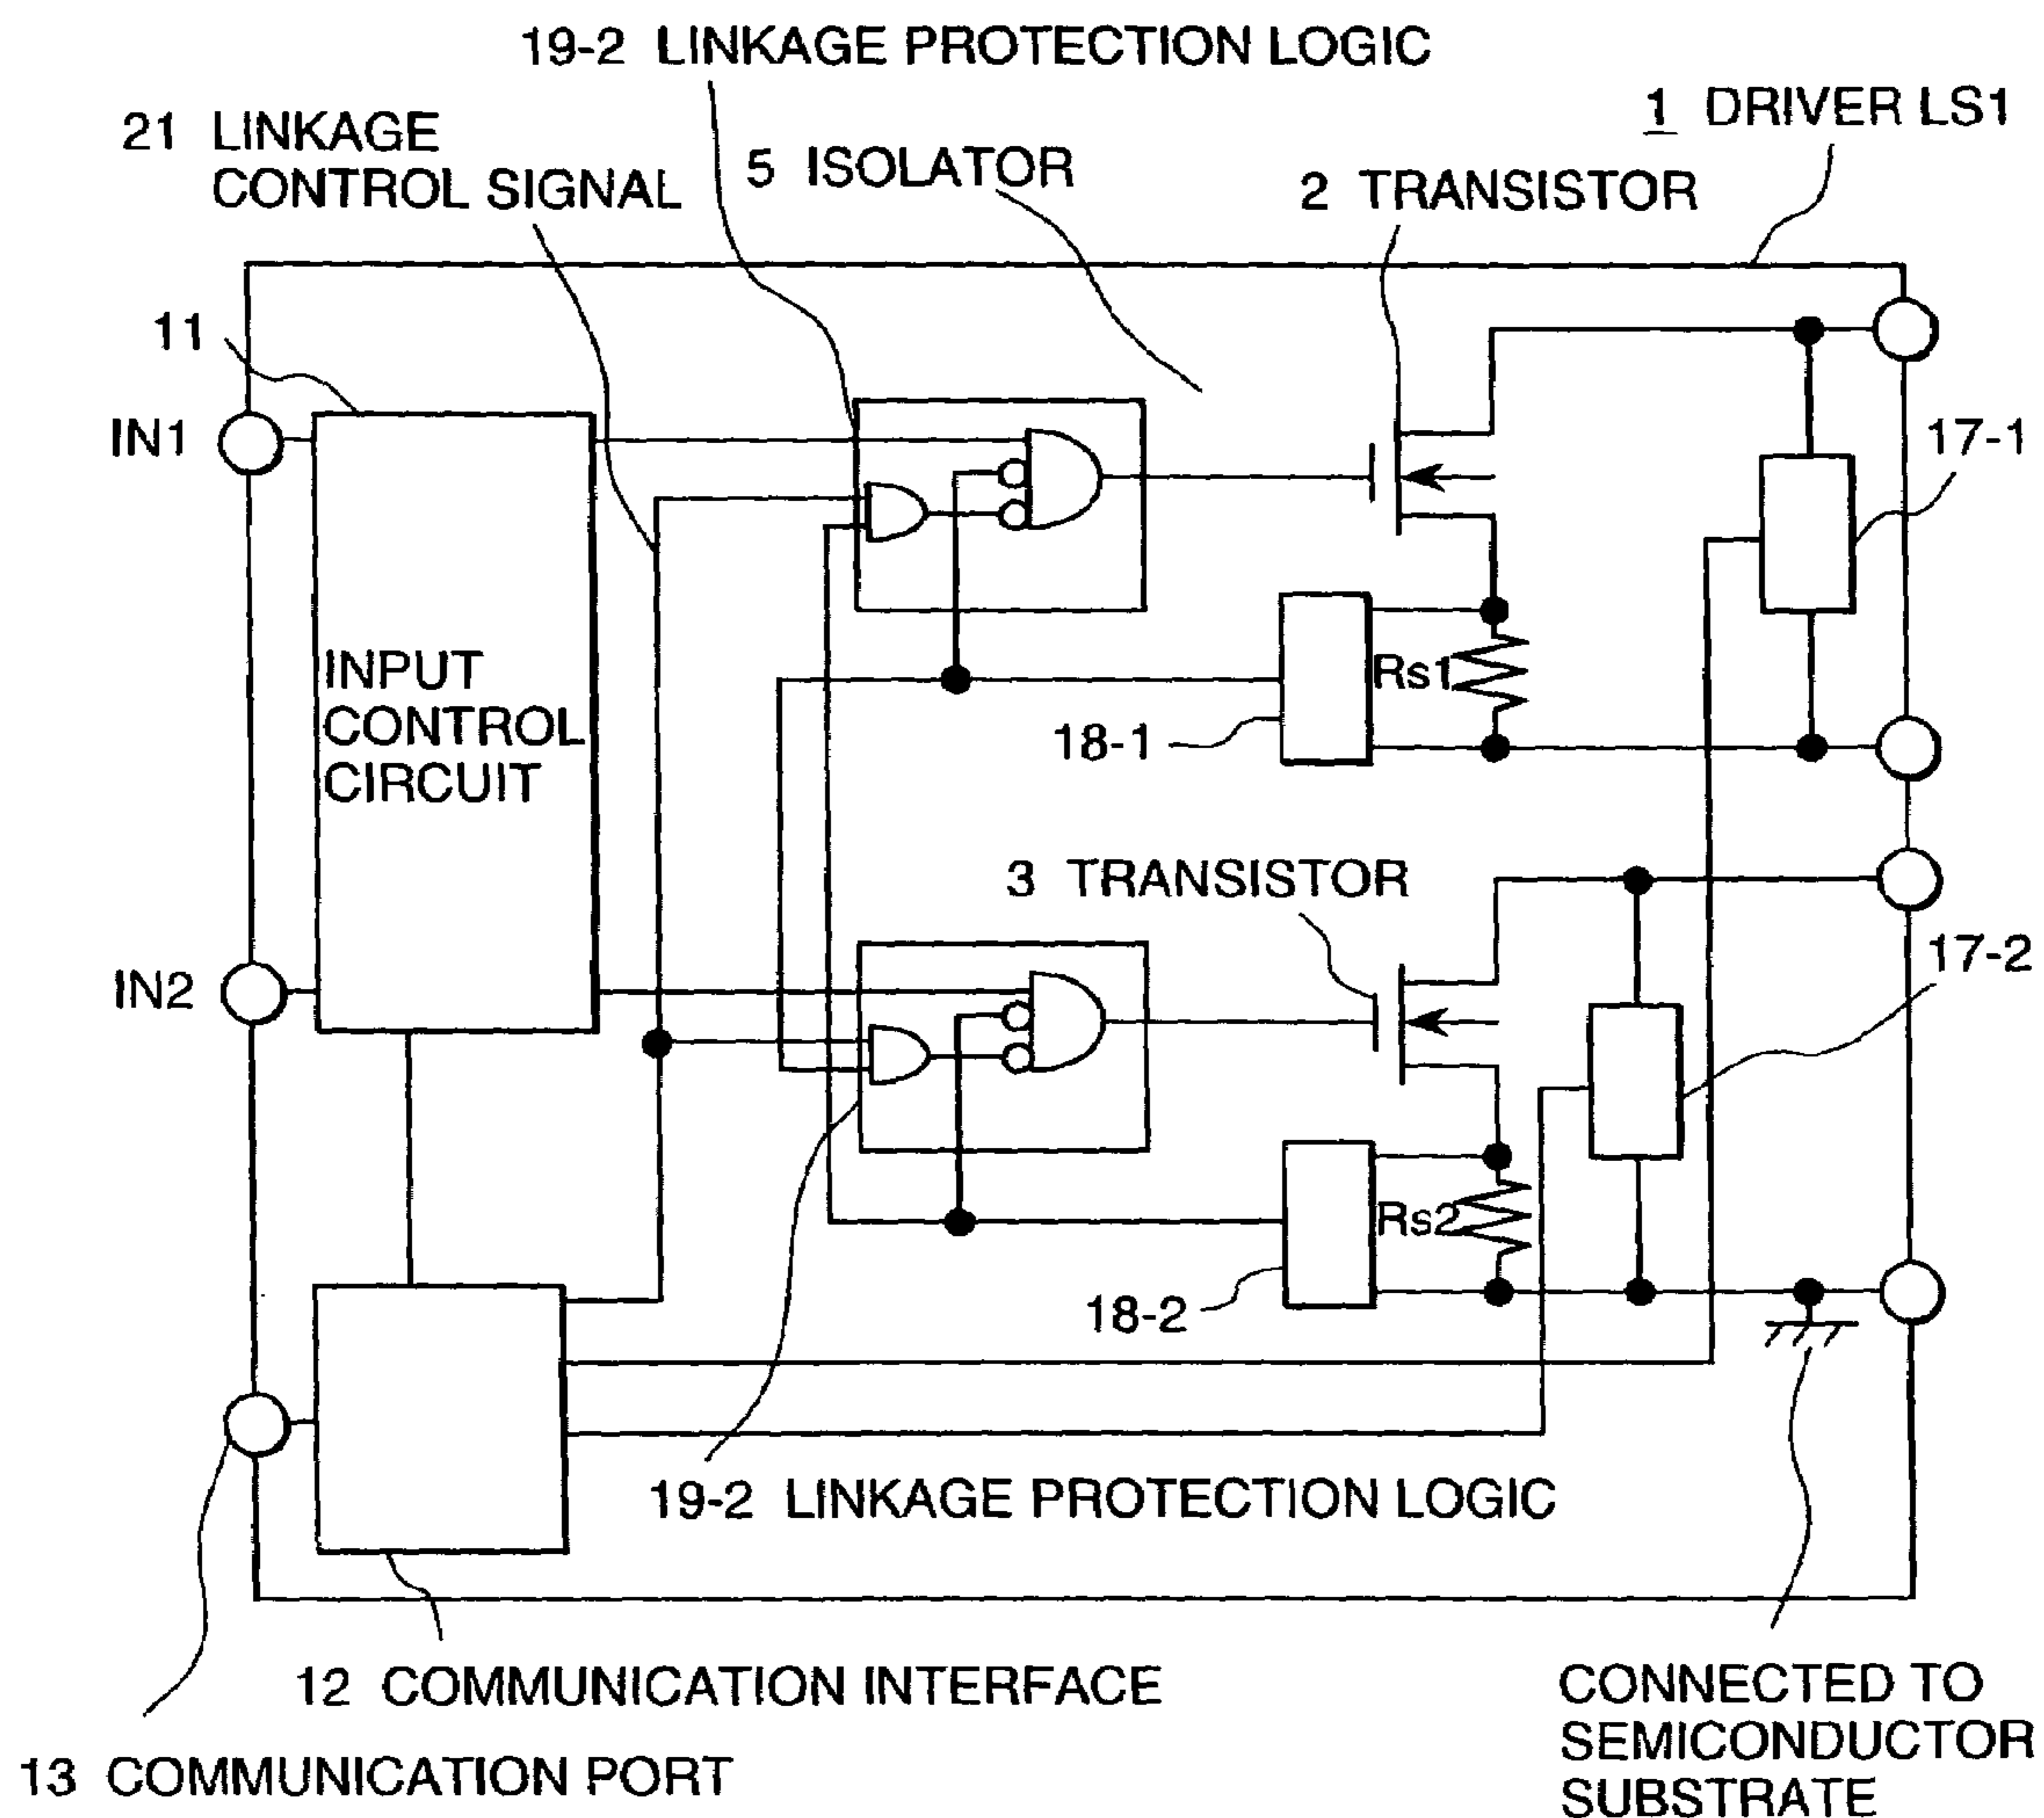 19-2 LINKAGE PROTECTION LOGIC
1 DRIVER LS1
21 LINKAGE
CONTROL SIGNAL
5 ISOLATOR
2 TRANSISTOR
11
IN1
17-1
INPUT
CONTROL
CIRCUIT
Rs1
18-1
3 TRANSISTOR
17-2
IN2
Rs2
18-2
19-2 LINKAGE PROTECTION LOGIC
12 COMMUNICATION INTERFACE
13 COMMUNICATION PORT
CONNECTED TO
SEMICONDUCTOR
SUBSTRATE